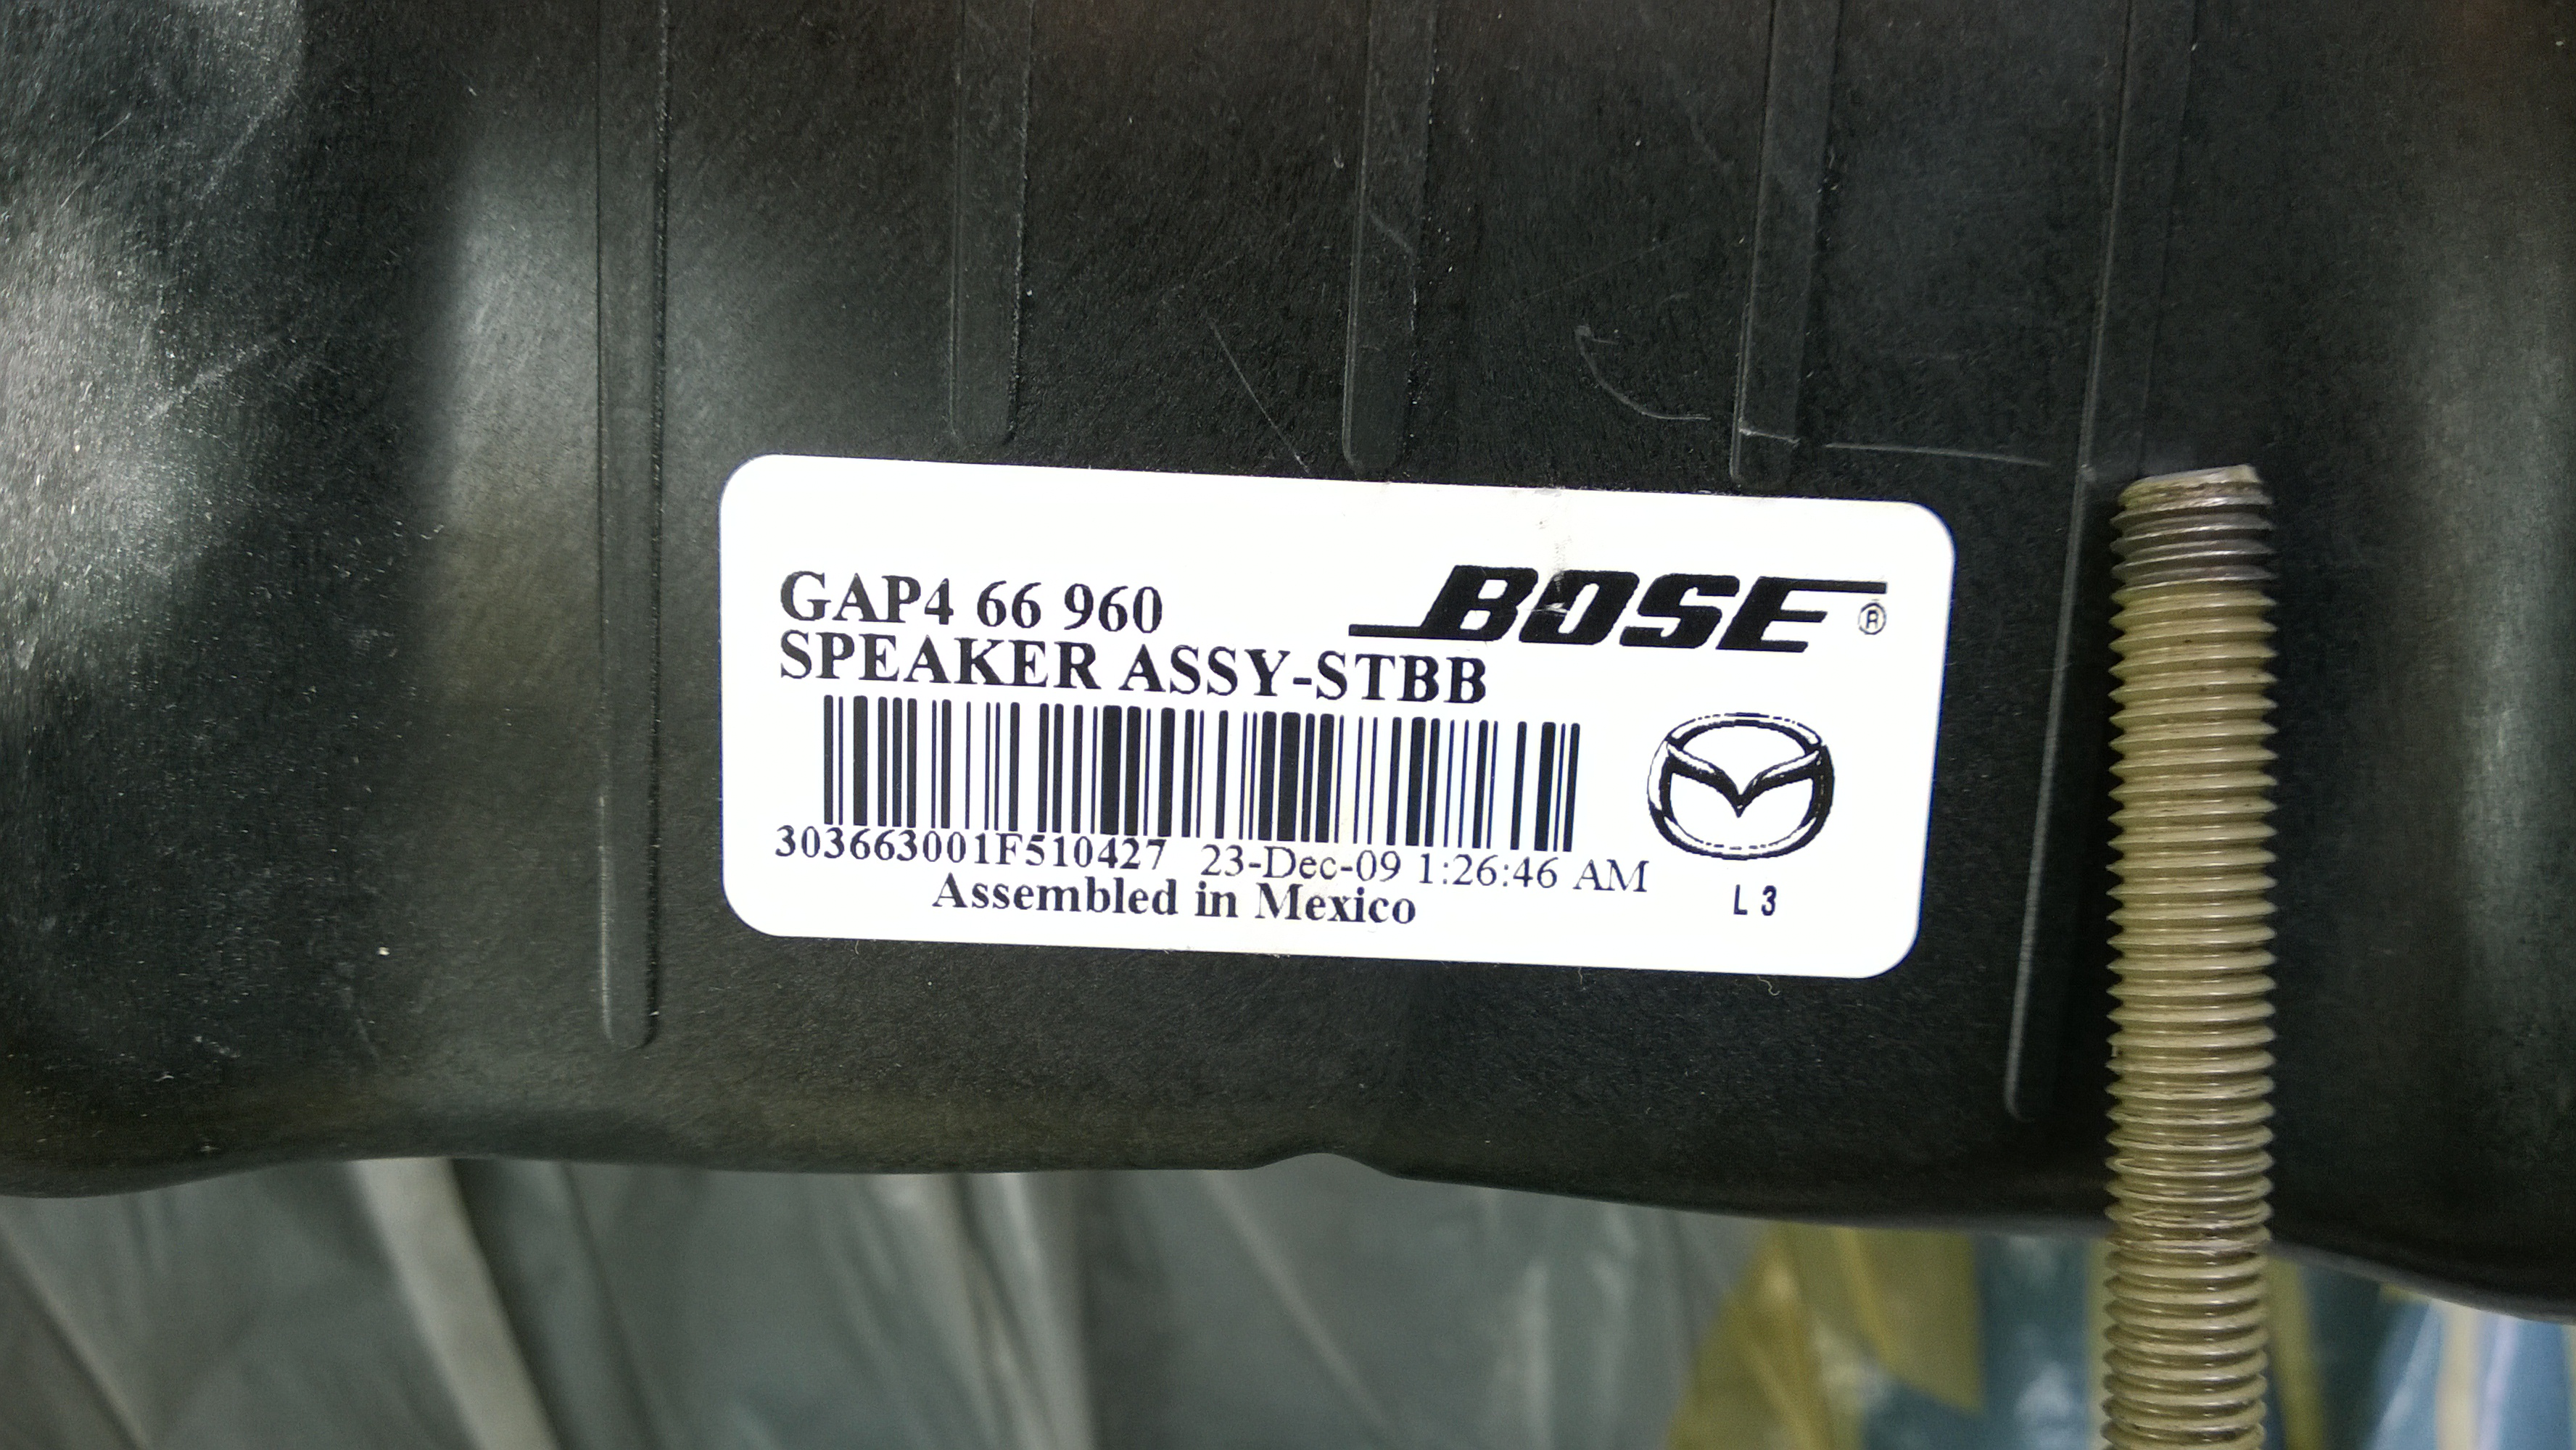 GAP4 66 960
BOSE ®
SPEAKER ASSY-STBB
303663001F510427 23-Dec-09 1:26:46 AM
Assembled in Mexico
L 3